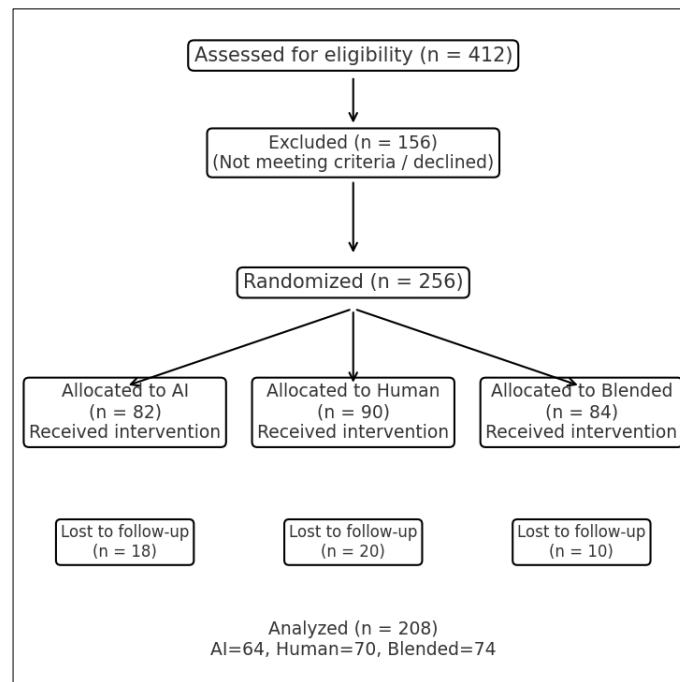 Assessed for eligibility (n = 412)
Excluded (n = 156)
(Not meeting criteria / declined)
Randomized (n = 256)
Allocated to AI
(n = 82)
Received intervention
Allocated to Human
(n = 90)
Received intervention
Allocated to Blended
(n = 84)
Received intervention
Lost to follow-up
(n = 18)
Lost to follow-up
(n = 20)
Lost to follow-up
(n = 10)
Analyzed (n = 208)
AI=64, Human=70, Blended=74